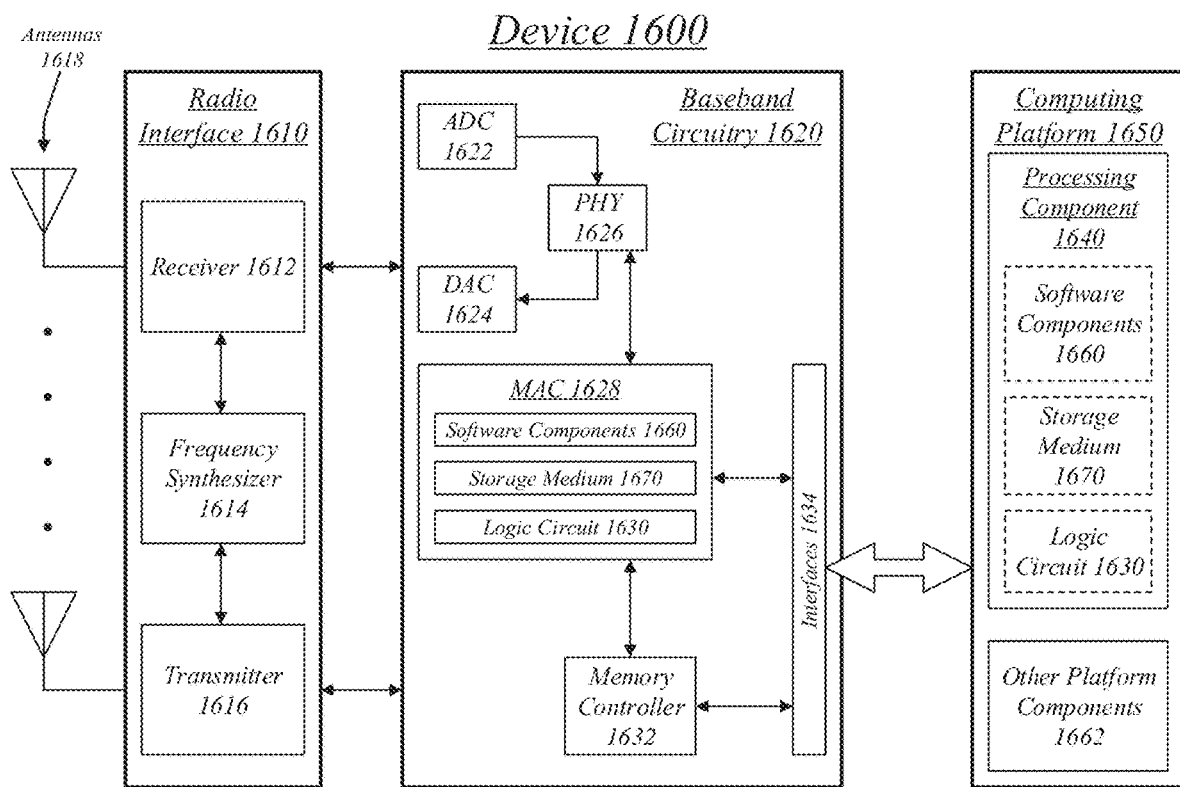 Device 1600
Antennas
1618
Radio
Interface 1610
Receiver 1612
Frequency
Synthesizer
1614
Transmitter
1616
Baseband
Circuitry 1620
ADC
1622
PHY
1626
DAC
1624
MAC 1628
Software Components 1660
Storage Medium 1670
Logic Circuit 1630
Memory
Controller
1632
Interfaces 1634
Computing
Platform 1650
Processing
Component
1640
Software
Components
1660
Storage
Medium
1670
Logic
Circuit 1630
Other Platform
Components
1662